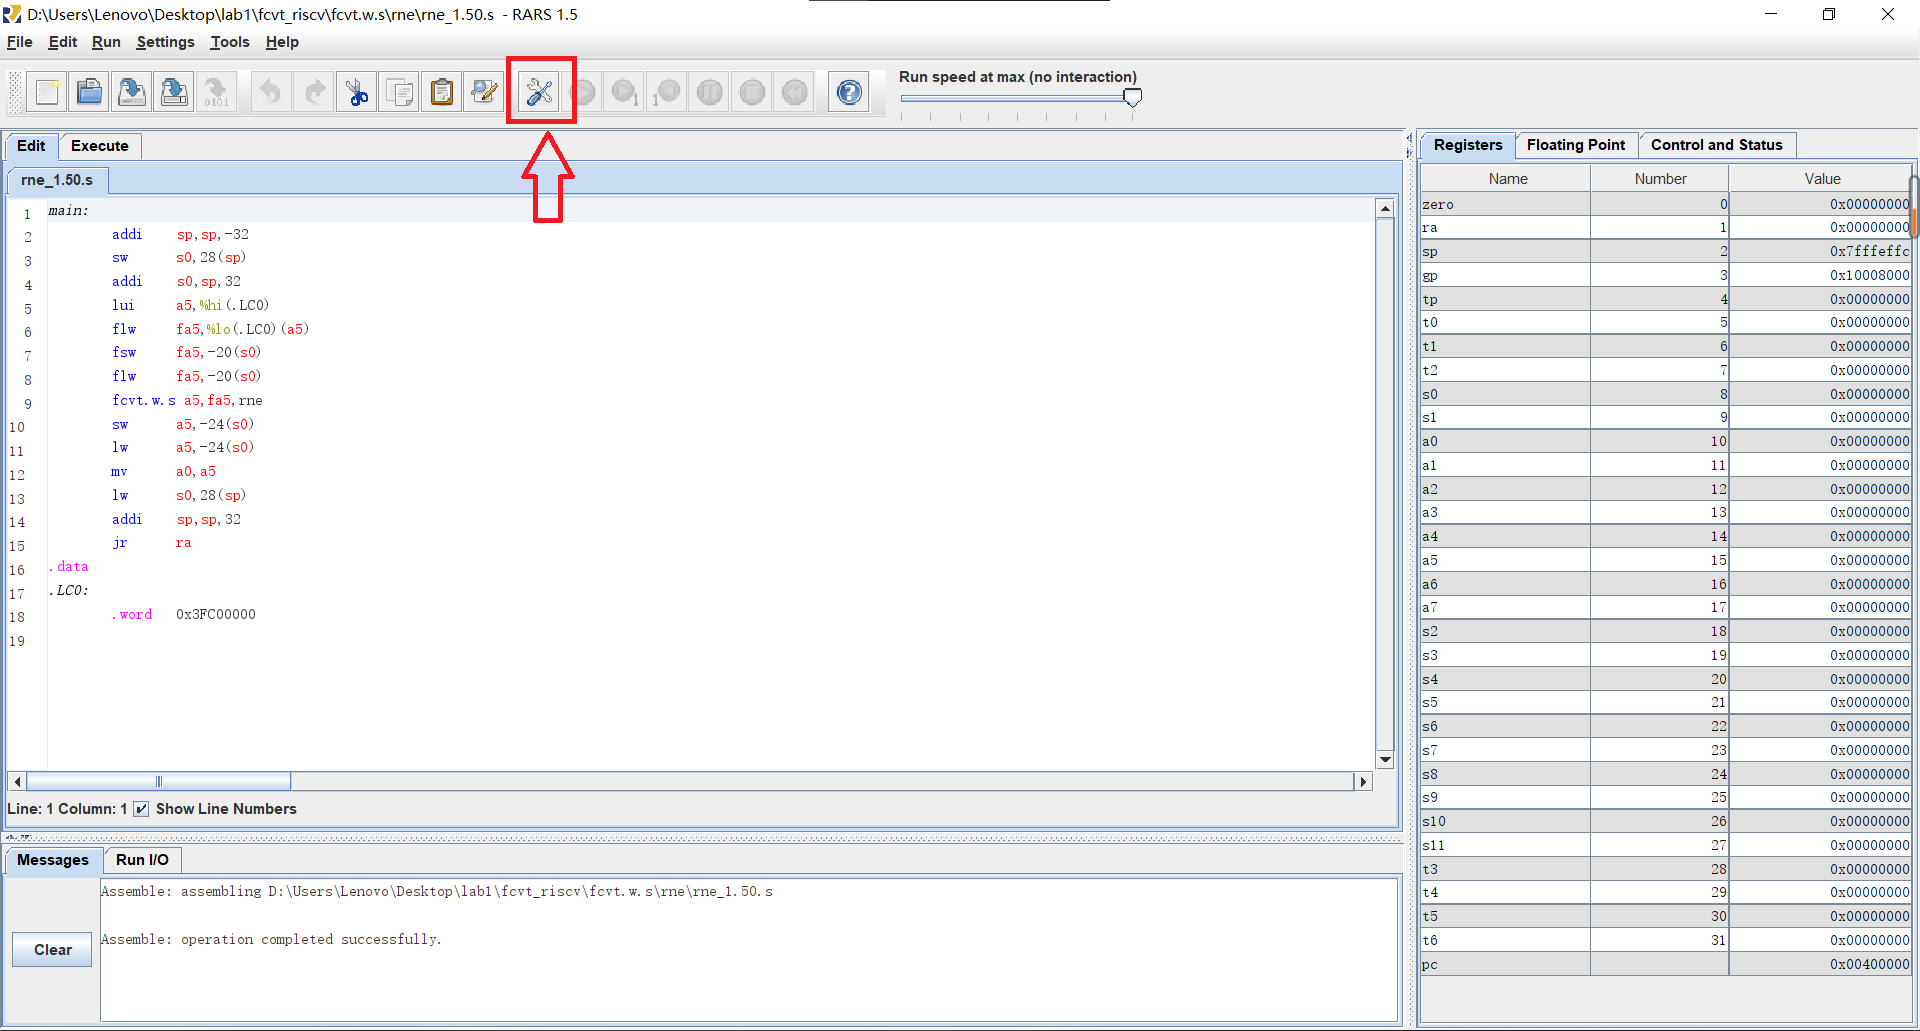 D:\Users\Lenovo\Desktop\lab1\fcvt_riscv\fcvt.w.s\rne\rne_1.50.s - RARS 1.5
File Edit Run Settings Tools Help
Run speed at max (no interaction)
Edit Execute
rne_1.50.s
1 main:
2 addi sp,sp,-32
3 sw s0,28(sp)
4 addi s0,sp,32
5 lui a5,%hi(.LC0)
6 flw fa5,%lo(.LC0)(a5)
7 fsw fa5,-20(s0)
8 flw fa5,-20(s0)
9 fcvt.w.s a5,fa5,rne
10 sw a5,-24(s0)
11 lw a5,-24(s0)
12 mv a0,a5
13 lw s0,28(sp)
14 addi sp,sp,32
15 jr ra
16 .data
17 .LC0:
18 .word 0x3FC00000
19
Line: 1 Column: 1 Show Line Numbers
Messages Run I/O
Assemble: assembling D:\Users\Lenovo\Desktop\lab1\fcvt_riscv\fcvt.w.s\rne\rne_1.50.s
Assemble: operation completed successfully.
Clear
Registers Floating Point Control and Status
Name Number Value
zero 0 0x00000000
ra 1 0x00000000
sp 2 0x7fffeffc
gp 3 0x10008000
tp 4 0x00000000
t0 5 0x00000000
t1 6 0x00000000
t2 7 0x00000000
s0 8 0x00000000
s1 9 0x00000000
a0 10 0x00000000
a1 11 0x00000000
a2 12 0x00000000
a3 13 0x00000000
a4 14 0x00000000
a5 15 0x00000000
a6 16 0x00000000
a7 17 0x00000000
s2 18 0x00000000
s3 19 0x00000000
s4 20 0x00000000
s5 21 0x00000000
s6 22 0x00000000
s7 23 0x00000000
s8 24 0x00000000
s9 25 0x00000000
s10 26 0x00000000
s11 27 0x00000000
t3 28 0x00000000
t4 29 0x00000000
t5 30 0x00000000
t6 31 0x00000000
pc 0x00400000